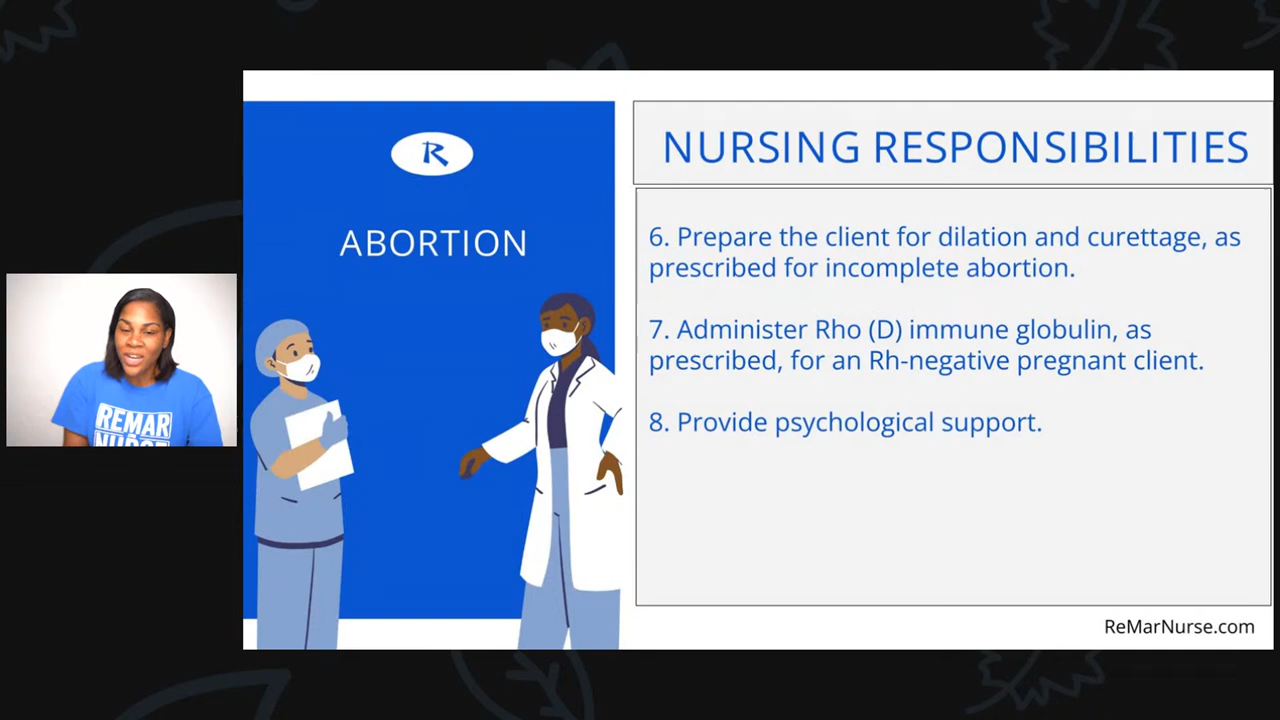 R
ABORTION
NURSING RESPONSIBILITIES
6. Prepare the client for dilation and curettage, as
prescribed for incomplete abortion.
7. Administer Rho (D) immune globulin, as
prescribed, for an Rh-negative pregnant client.
8. Provide psychological support.
REMAR
NURSE
ReMarNurse.com